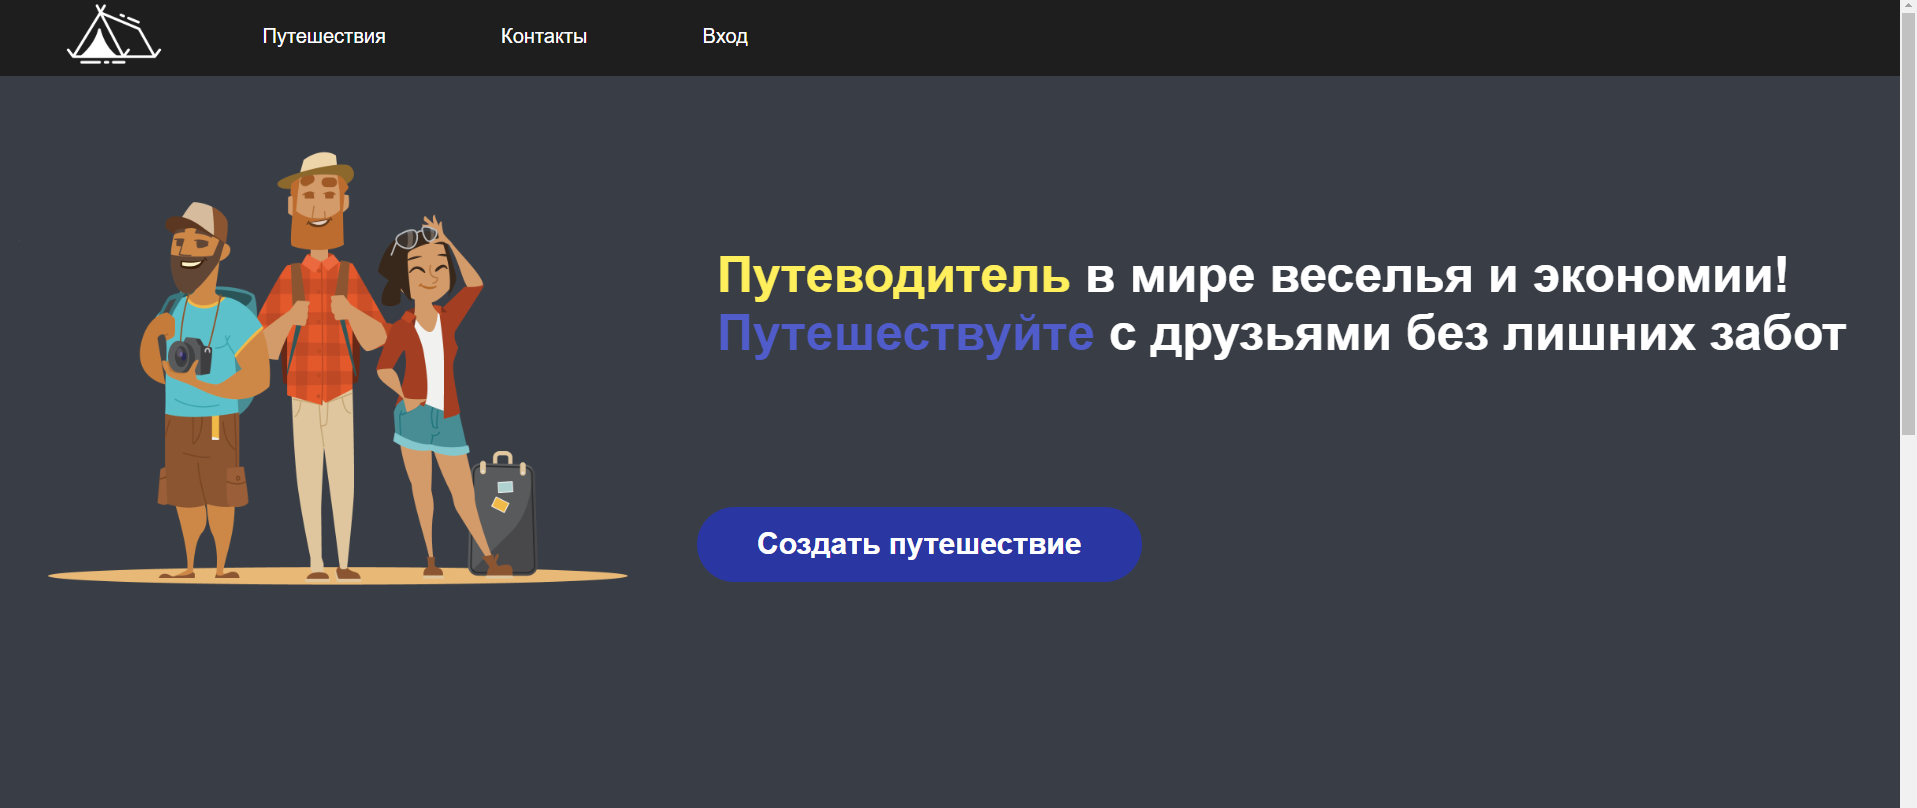 Путешествия
Контакты
Вход
Путеводитель в мире веселья и экономии!
Путешествуйте с друзьями без лишних забот
Создать путешествие